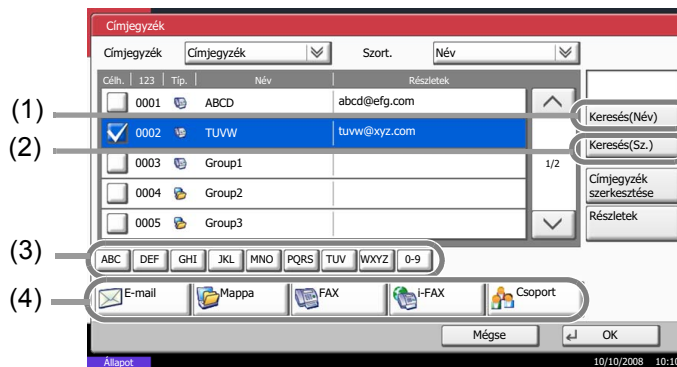 Címjegyzék
Címjegyzék Címjegyzék Szort. Név
Célh. 123 Típ. Név Részletek
0001 ABCD abcd@efg.com
(1) Keresés(Név)
0002 TUVW tuvw@xyz.com
(2) Keresés(Sz.)
0003 Group1 1/2
Címjegyzék
szerkesztése
0004 Group2
Részletek
0005 Group3
(3) ABC DEF GHI JKL MNO PQRS TUV WXYZ 0-9
(4) E-mail Mappa FAX i-FAX Csoport
Mégse OK
Állapot 10/10/2008 10:10